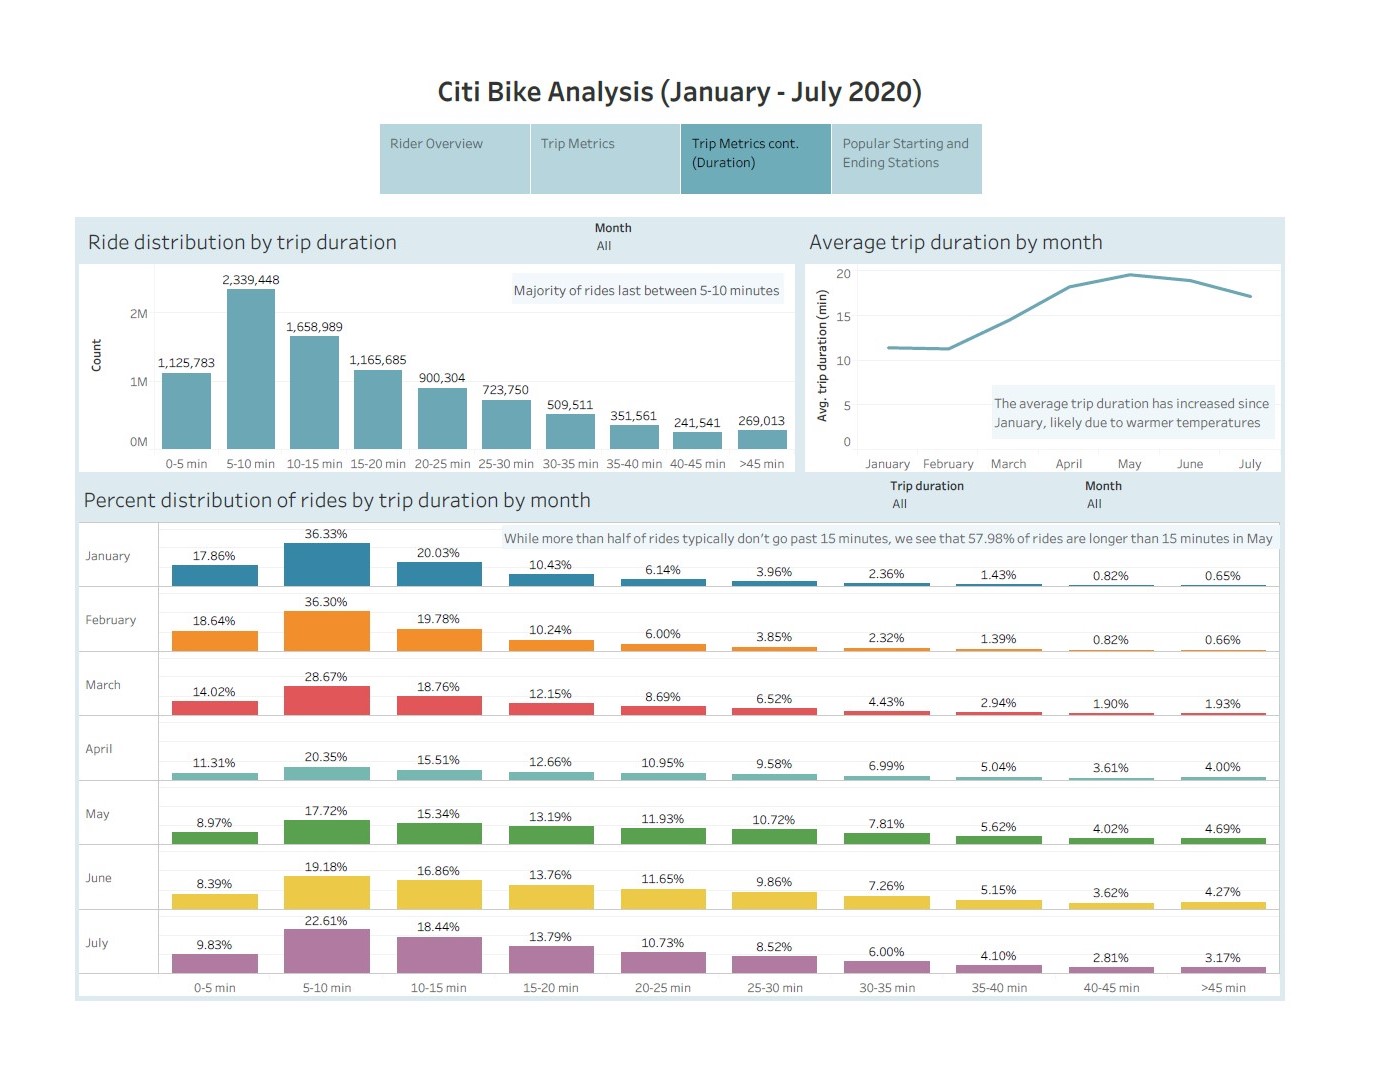 Citi Bike Analysis (January - July 2020)
Rider Overview
Trip Metrics
Trip Metrics cont.
(Duration)
Popular Starting and
Ending Stations
Ride distribution by trip duration
Month
All
Count
2M
1M
0M
1,125,783
2,339,448
1,658,989
1,165,685
900,304
723,750
509,511
351,561
241,541
269,013
Majority of rides last between 5-10 minutes
0-5 min
5-10 min
10-15 min
15-20 min
20-25 min
25-30 min
30-35 min
35-40 min
40-45 min
>45 min
Average trip duration by month
Avg. trip duration (min)
20
15
10
5
0
The average trip duration has increased since
January, likely due to warmer temperatures
January
February
March
April
May
June
July
Percent distribution of rides by trip duration by month
Trip duration
All
Month
All
While more than half of rides typically don't go past 15 minutes, we see that 57.98% of rides are longer than 15 minutes in May
January
17.86%
36.33%
20.03%
10.43%
6.14%
3.96%
2.36%
1.43%
0.82%
0.65%
February
18.64%
36.30%
19.78%
10.24%
6.00%
3.85%
2.32%
1.39%
0.82%
0.66%
March
14.02%
28.67%
18.76%
12.15%
8.69%
6.52%
4.43%
2.94%
1.90%
1.93%
April
11.31%
20.35%
15.51%
12.66%
10.95%
9.58%
6.99%
5.04%
3.61%
4.00%
May
8.97%
17.72%
15.34%
13.19%
11.93%
10.72%
7.81%
5.62%
4.02%
4.69%
June
8.39%
19.18%
16.86%
13.76%
11.65%
9.86%
7.26%
5.15%
3.62%
4.27%
July
9.83%
22.61%
18.44%
13.79%
10.73%
8.52%
6.00%
4.10%
2.81%
3.17%
0-5 min
5-10 min
10-15 min
15-20 min
20-25 min
25-30 min
30-35 min
35-40 min
40-45 min
>45 min